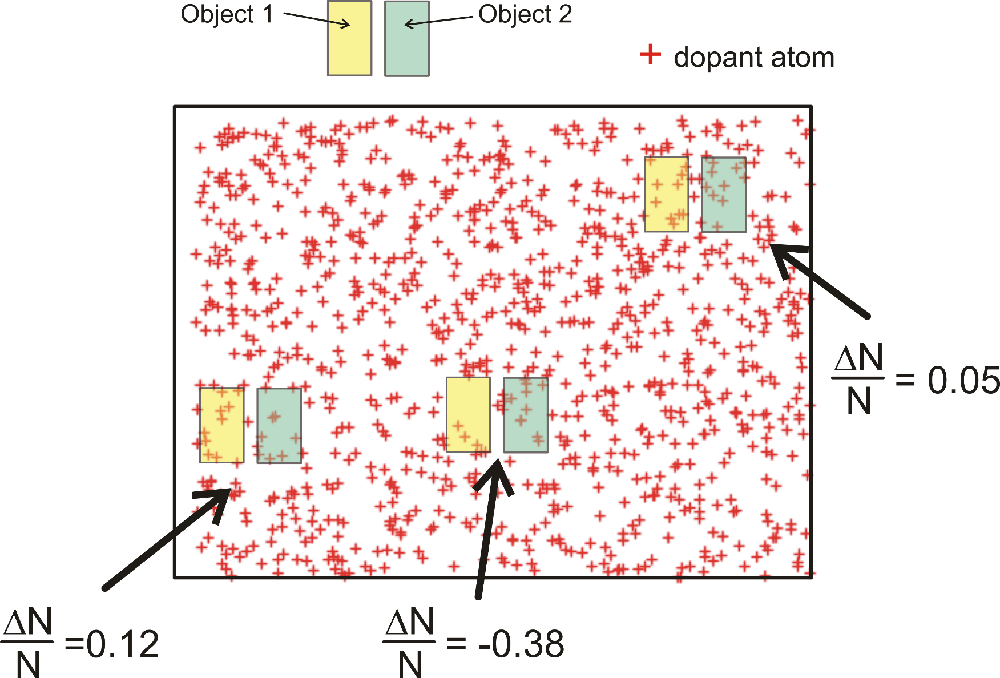 Object 1
Object 2
+ dopant atom
ΔN
N
= 0.05
ΔN
N
=0.12
ΔN
N
= -0.38